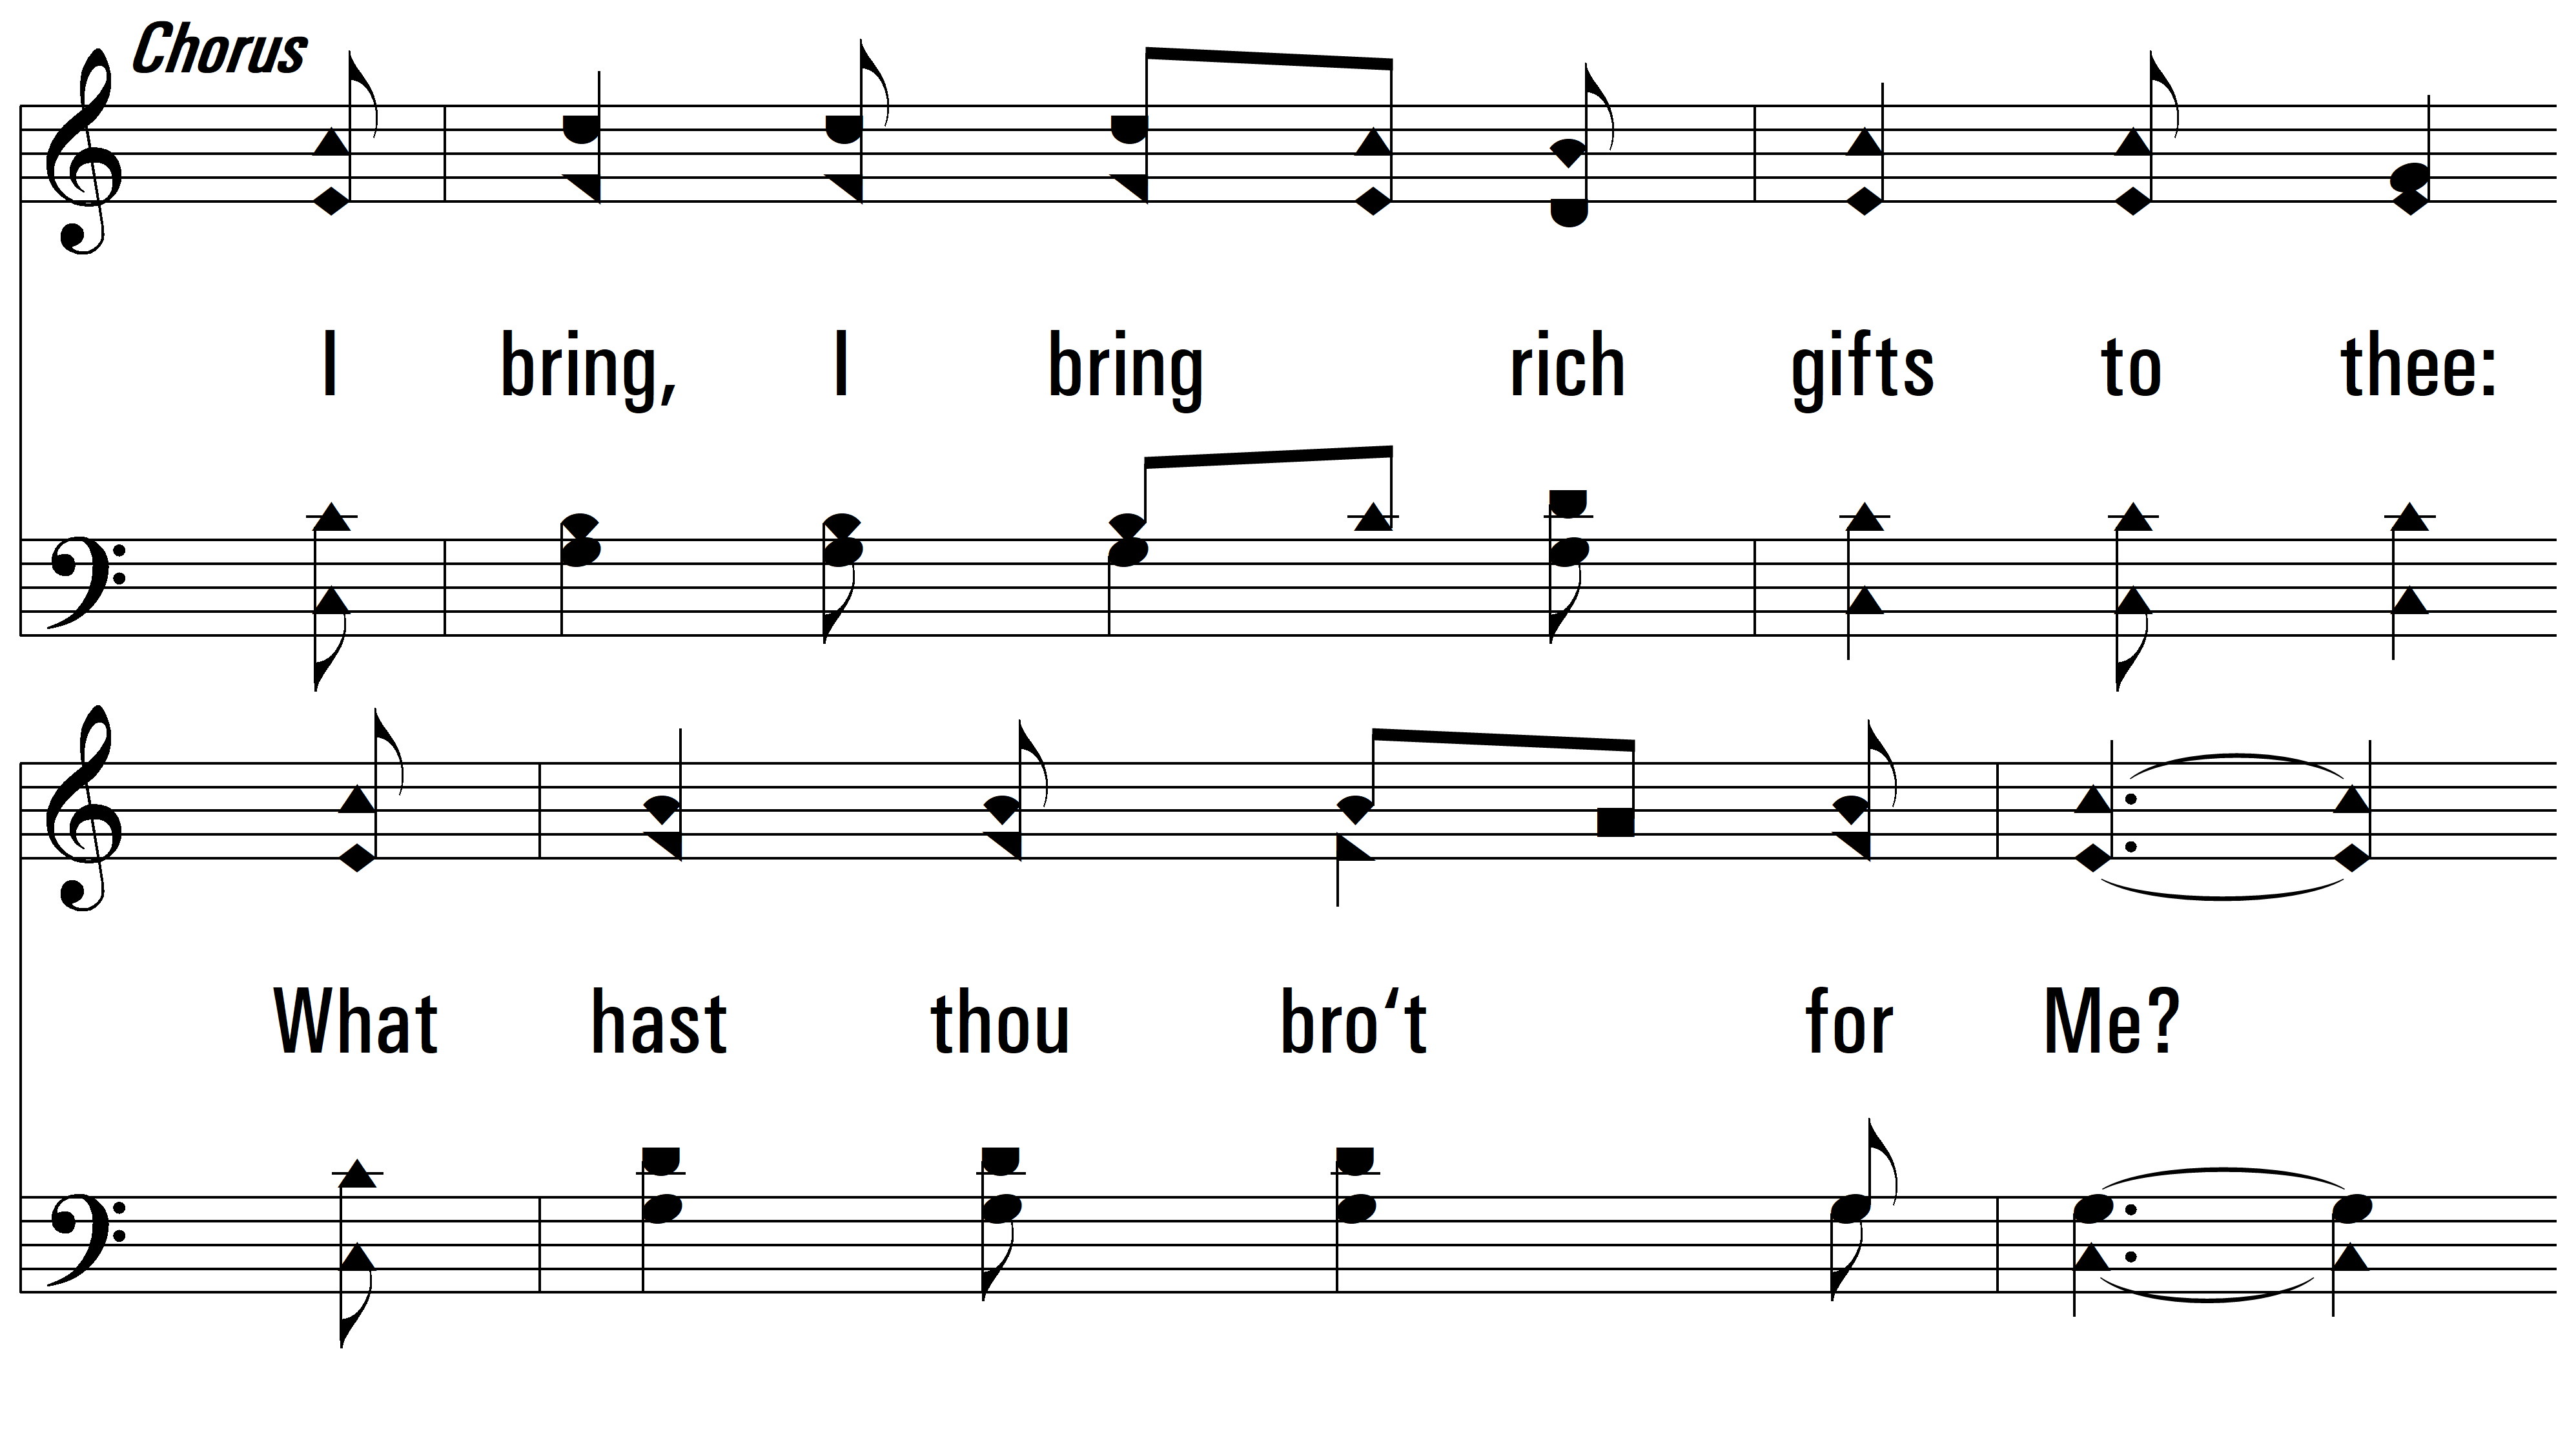 Chorus
I bring, I bring rich gifts to thee:
What hast thou bro‘t for Me?